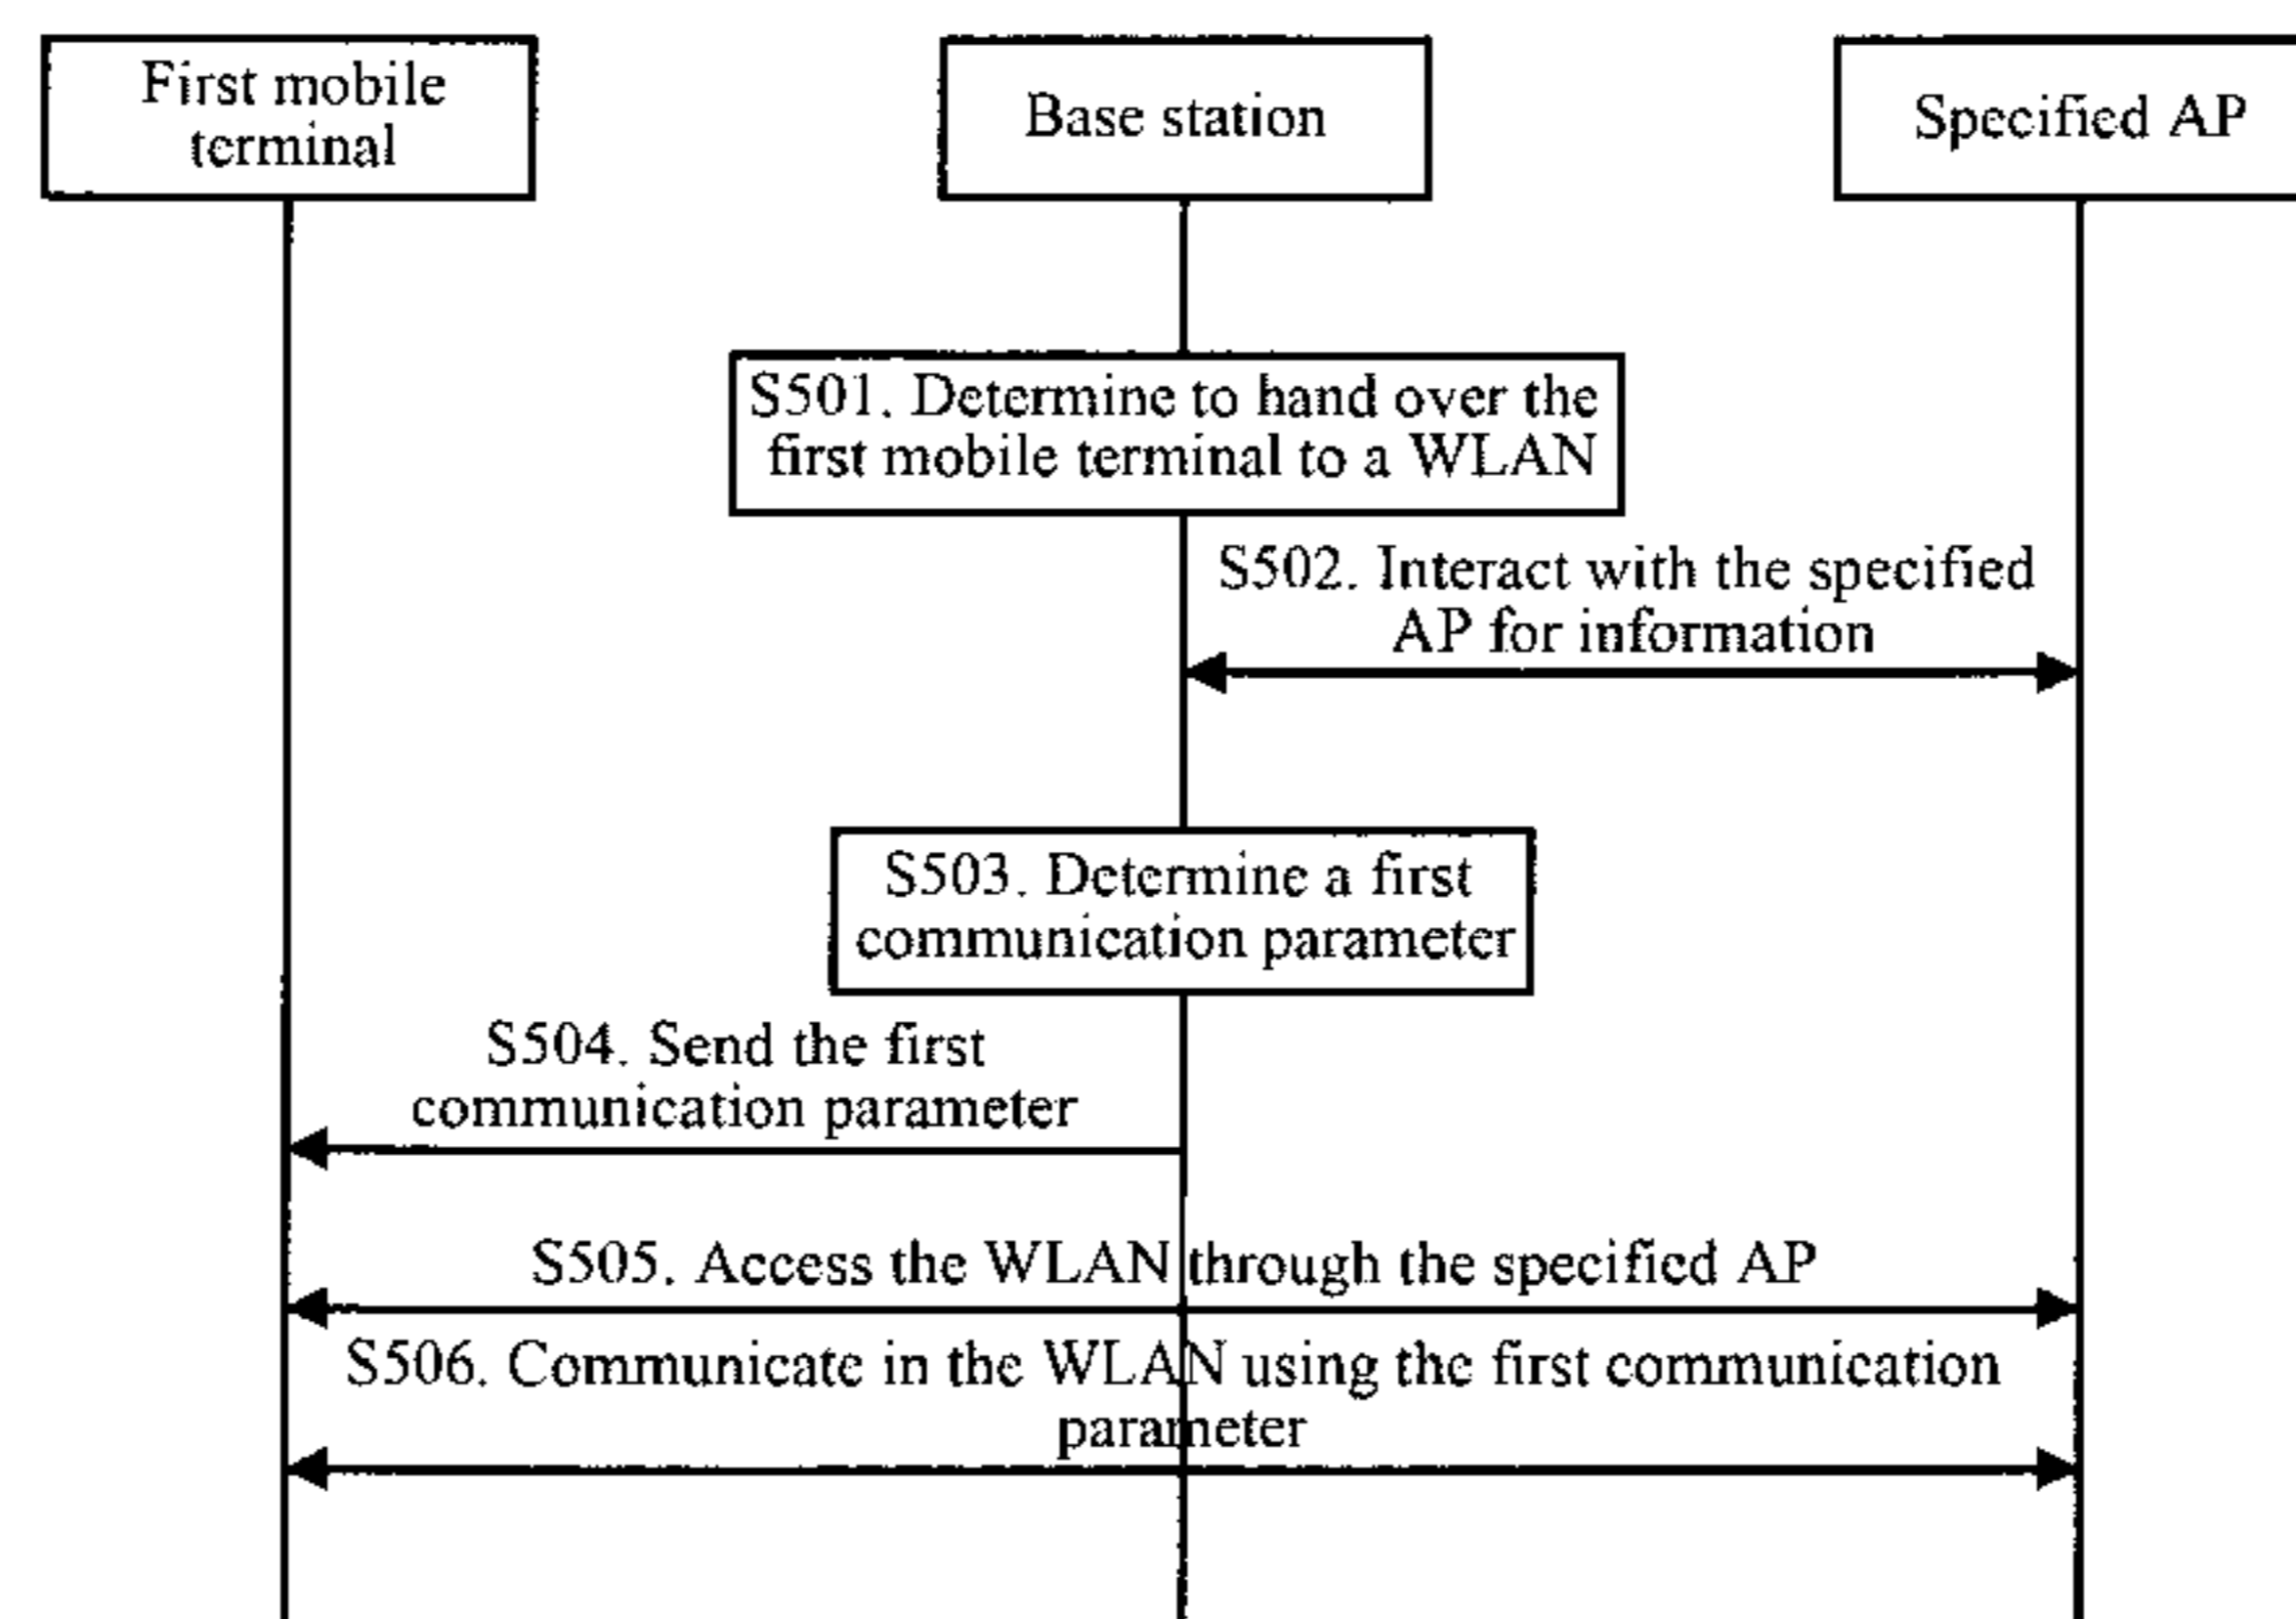 First mobile
terminal
Base station
Specified AP
S501. Determine to hand over the
first mobile terminal to a WLAN
S502. Interact with the specified
AP for information
S503. Determine a first
communication parameter
S504. Send the first
communication parameter
S505. Access the WLAN through the specified AP
S506. Communicate in the WLAN using the first communication
parameter